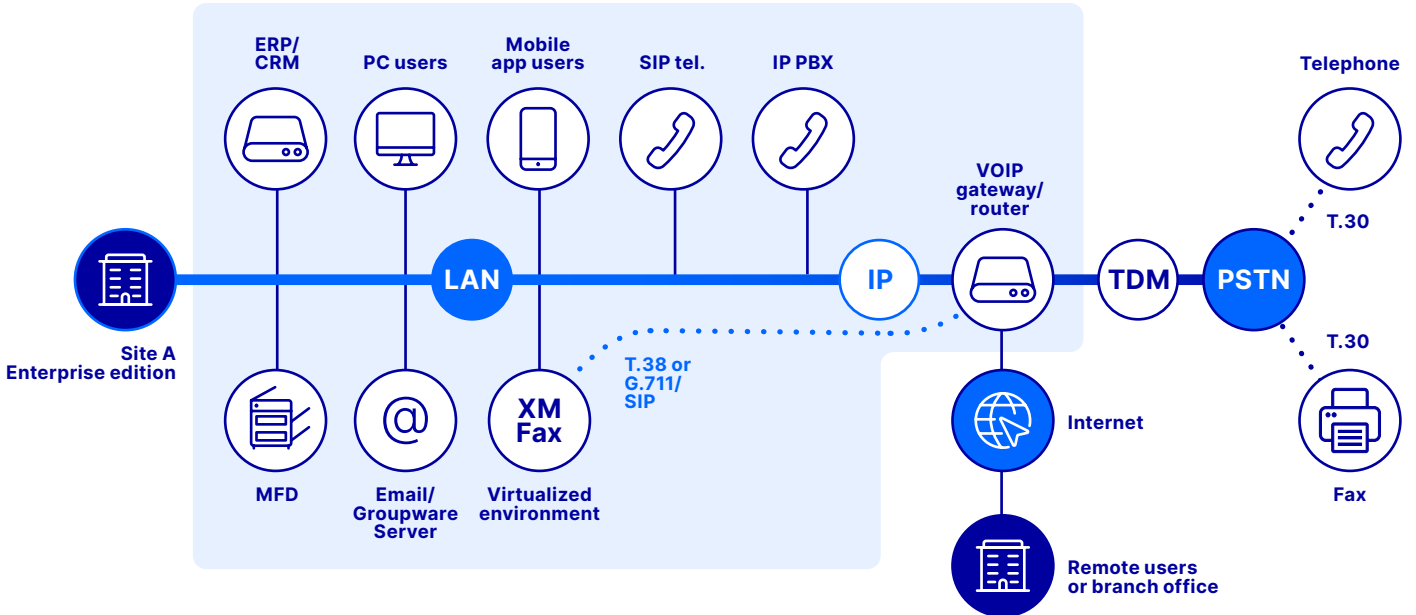 ERP/
CRM
PC users
Mobile
app users
SIP tel.
IP PBX
Telephone
VOIP
gateway/
router
T.30
LAN
IP
TDM
PSTN
Site A
Enterprise edition
T.38 or
G.711/
SIP
T.30
@
XM
Fax
Internet
MFD
Email/
Groupware
Server
Virtualized
environment
Fax
Remote users
or branch office